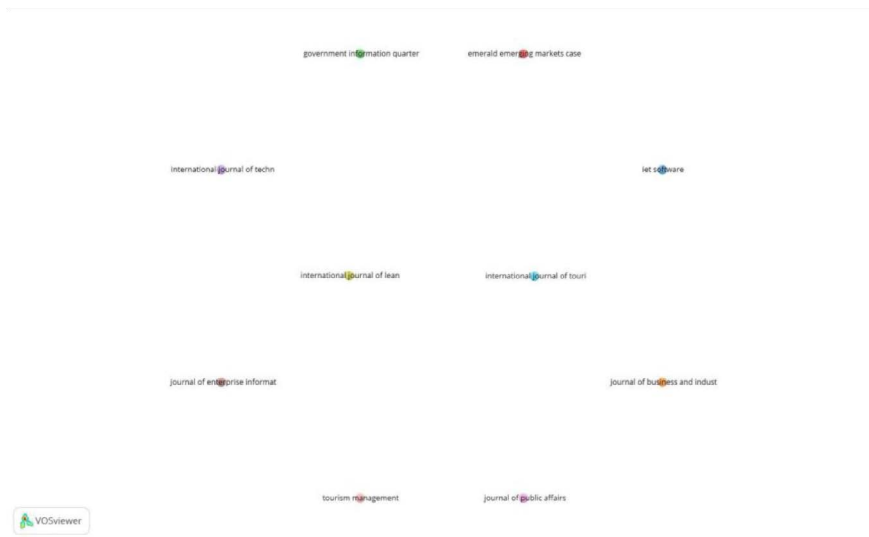 government information quarter
emerald emerging markets case
international journal of techn
iet software
international journal of lean
international journal of touri
journal of enterprise informat
journal of business and indust
tourism management
journal of public affairs
VOSviewer